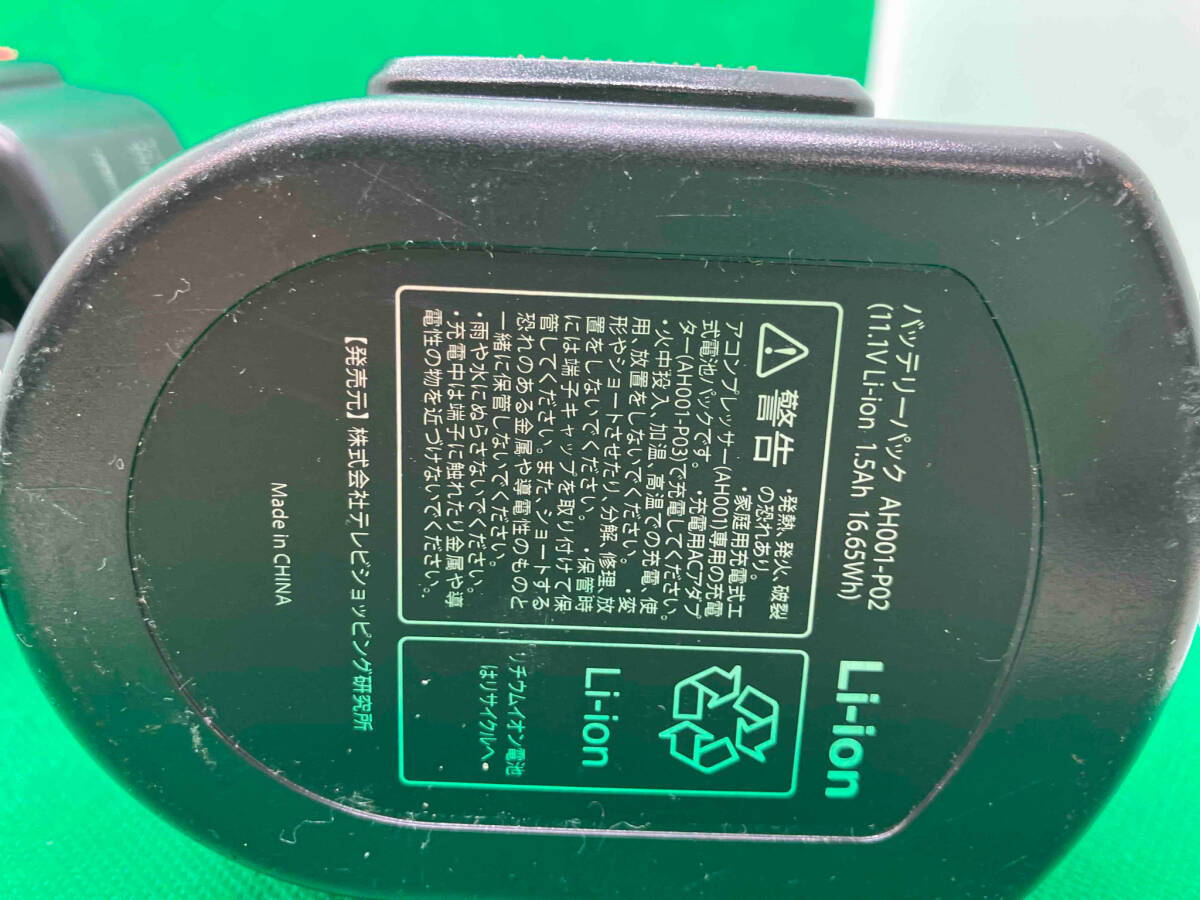 バッテリーパック AH001-P02
(11.1V Li-ion 1.5Ah 16.65Wh)
Li-ion
警告
・発熱、発火、破裂
の恐れあり。
・家庭用充電式エ
アコンプレッサー(AH001)専用の充電
式電池パックです。 ・充電用ACアダプ
ター(AH001-P03)で充電してください。
・火中投入、加温、高温での充電、使
用、放置をしないでください。 ・変
形やショートさせたり、分解、修理、放
置をしないでください。 ・保管時
には端子キャップを取り付けて保
管してください。また、ショートする
恐れのある金属や導電性のものと
一緒に保管しないでください。
・雨や水にぬらさないでください。
・充電中は端子に触れたり金属や導
電性の物を近づけないでください。
Li-ion
リチウムイオン電池
はリサイクルへ
【発売元】株式会社テレビショッピング研究所
Made in CHINA